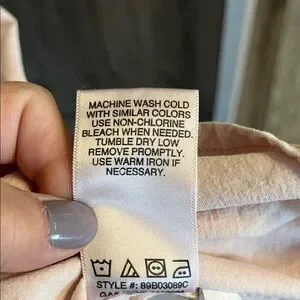 MACHINE WASH COLD
WITH SIMILAR COLORS
USE NON-CHLORINE
BLEACH WHEN NEEDED.
TUMBLE DRY LOW
REMOVE PROMPTLY.
USE WARM IRON IF
NECESSARY.
STYLE #: 89B03089C